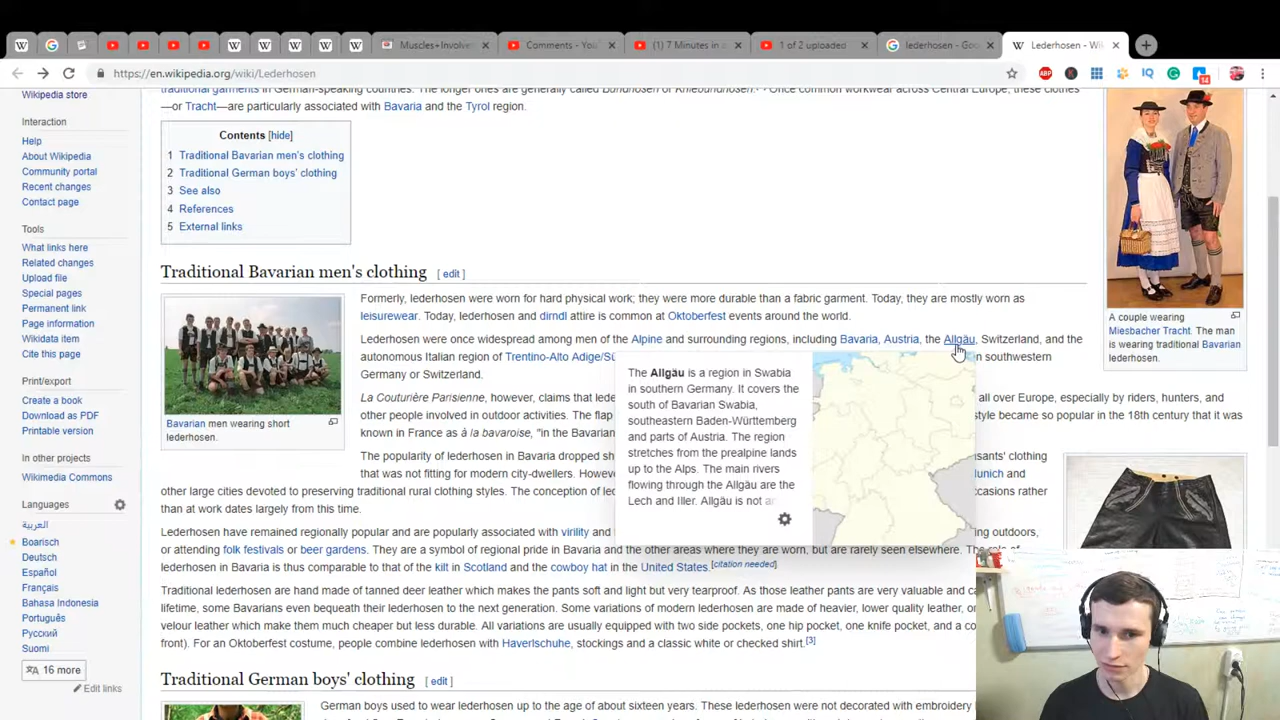 Muscles+Involve
Comments - You
(1) 7 Minutes in
1 of 2 uploaded
lederhosen - Goo
Lederhosen - Wi
https://en.wikipedia.org/wiki/Lederhosen
ABP
K
IQ
G
14
Wikipedia store
Interaction
Help
About Wikipedia
Community portal
Recent changes
Contact page
Tools
What links here
Related changes
Upload file
Special pages
Permanent link
Page information
Wikidata item
Cite this page
Print/export
Create a book
Download as PDF
Printable version
In other projects
Wikimedia Commons
Languages
العربية
Boarisch
Deutsch
Español
Français
Bahasa Indonesia
Português
Русский
Suomi
16 more
Edit links
traditional garments in German-speaking countries. The longer ones are generally called Bundhosen or Kniebundhosen. Once common workwear across Central Europe, these clothes
—or Tracht—are particularly associated with Bavaria and the Tyrol region.
Contents [hide]
1 Traditional Bavarian men's clothing
2 Traditional German boys' clothing
3 See also
4 References
5 External links
Traditional Bavarian men's clothing [ edit ]
Formerly, lederhosen were worn for hard physical work; they were more durable than a fabric garment. Today, they are mostly worn as
leisurewear. Today, lederhosen and dirndl attire is common at Oktoberfest events around the world.
Lederhosen were once widespread among men of the Alpine and surrounding regions, including Bavaria, Austria, the Allgäu, Switzerland, and the
autonomous Italian region of Trentino-Alto Adige/Sü n southwestern
Germany or Switzerland.
La Couturière Parisienne, however, claims that led all over Europe, especially by riders, hunters, and
other people involved in outdoor activities. The flap style became so popular in the 18th century that it was
known in France as à la bavaroise, "in the Bavarian
The popularity of lederhosen in Bavaria dropped sh sants' clothing
that was not fitting for modern city-dwellers. Howev unich and
other large cities devoted to preserving traditional rural clothing styles. The conception of led casions rather
than at work dates largely from this time.
Lederhosen have remained regionally popular and are popularly associated with virility and ng outdoors,
or attending folk festivals or beer gardens. They are a symbol of regional pride in Bavaria and the other areas where they are worn, but are rarely seen elsewhere. The role of
lederhosen in Bavaria is thus comparable to that of the kilt in Scotland and the cowboy hat in the United States.[citation needed]
Traditional lederhosen are hand made of tanned deer leather which makes the pants soft and light but very tearproof. As those leather pants are very valuable and ca
lifetime, some Bavarians even bequeath their lederhosen to the next generation. Some variations of modern lederhosen are made of heavier, lower quality leather, or
velour leather which make them much cheaper but less durable. All variations are usually equipped with two side pockets, one hip pocket, one knife pocket, and a co
front). For an Oktoberfest costume, people combine lederhosen with Haverlschuhe, stockings and a classic white or checked shirt.[3]
Traditional German boys' clothing [ edit ]
German boys used to wear lederhosen up to the age of about sixteen years. These lederhosen were not decorated with embroidery
Bavarian men wearing short
lederhosen.
The Allgäu is a region in Swabia
in southern Germany. It covers the
south of Bavarian Swabia,
southeastern Baden-Württemberg
and parts of Austria. The region
stretches from the prealpine lands
up to the Alps. The main rivers
flowing through the Allgäu are the
Lech and Iller. Allgäu is not
A couple wearing
Miesbacher Tracht. The man
is wearing traditional Bavarian
lederhosen.